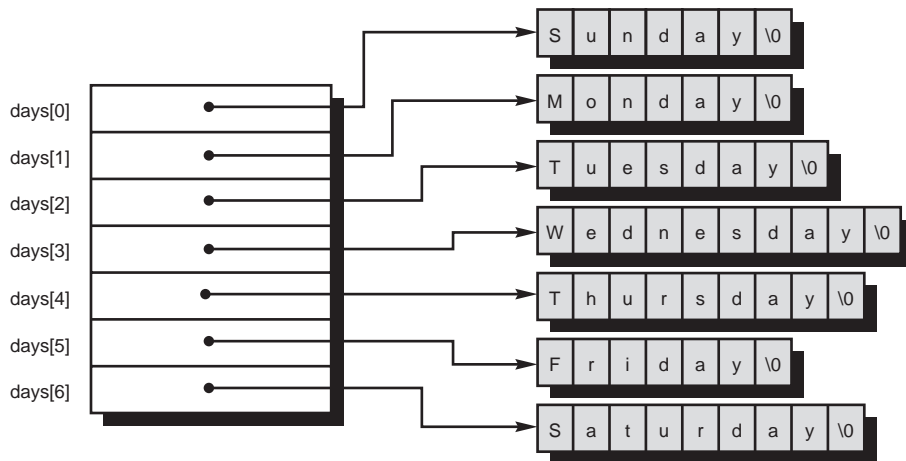 days[0]
days[1]
days[2]
days[3]
days[4]
days[5]
days[6]
S u n d a y \0
M o n d a y \0
T u e s d a y \0
W e d n e s d a y \0
T h u r s d a y \0
F r i d a y \0
S a t u r d a y \0